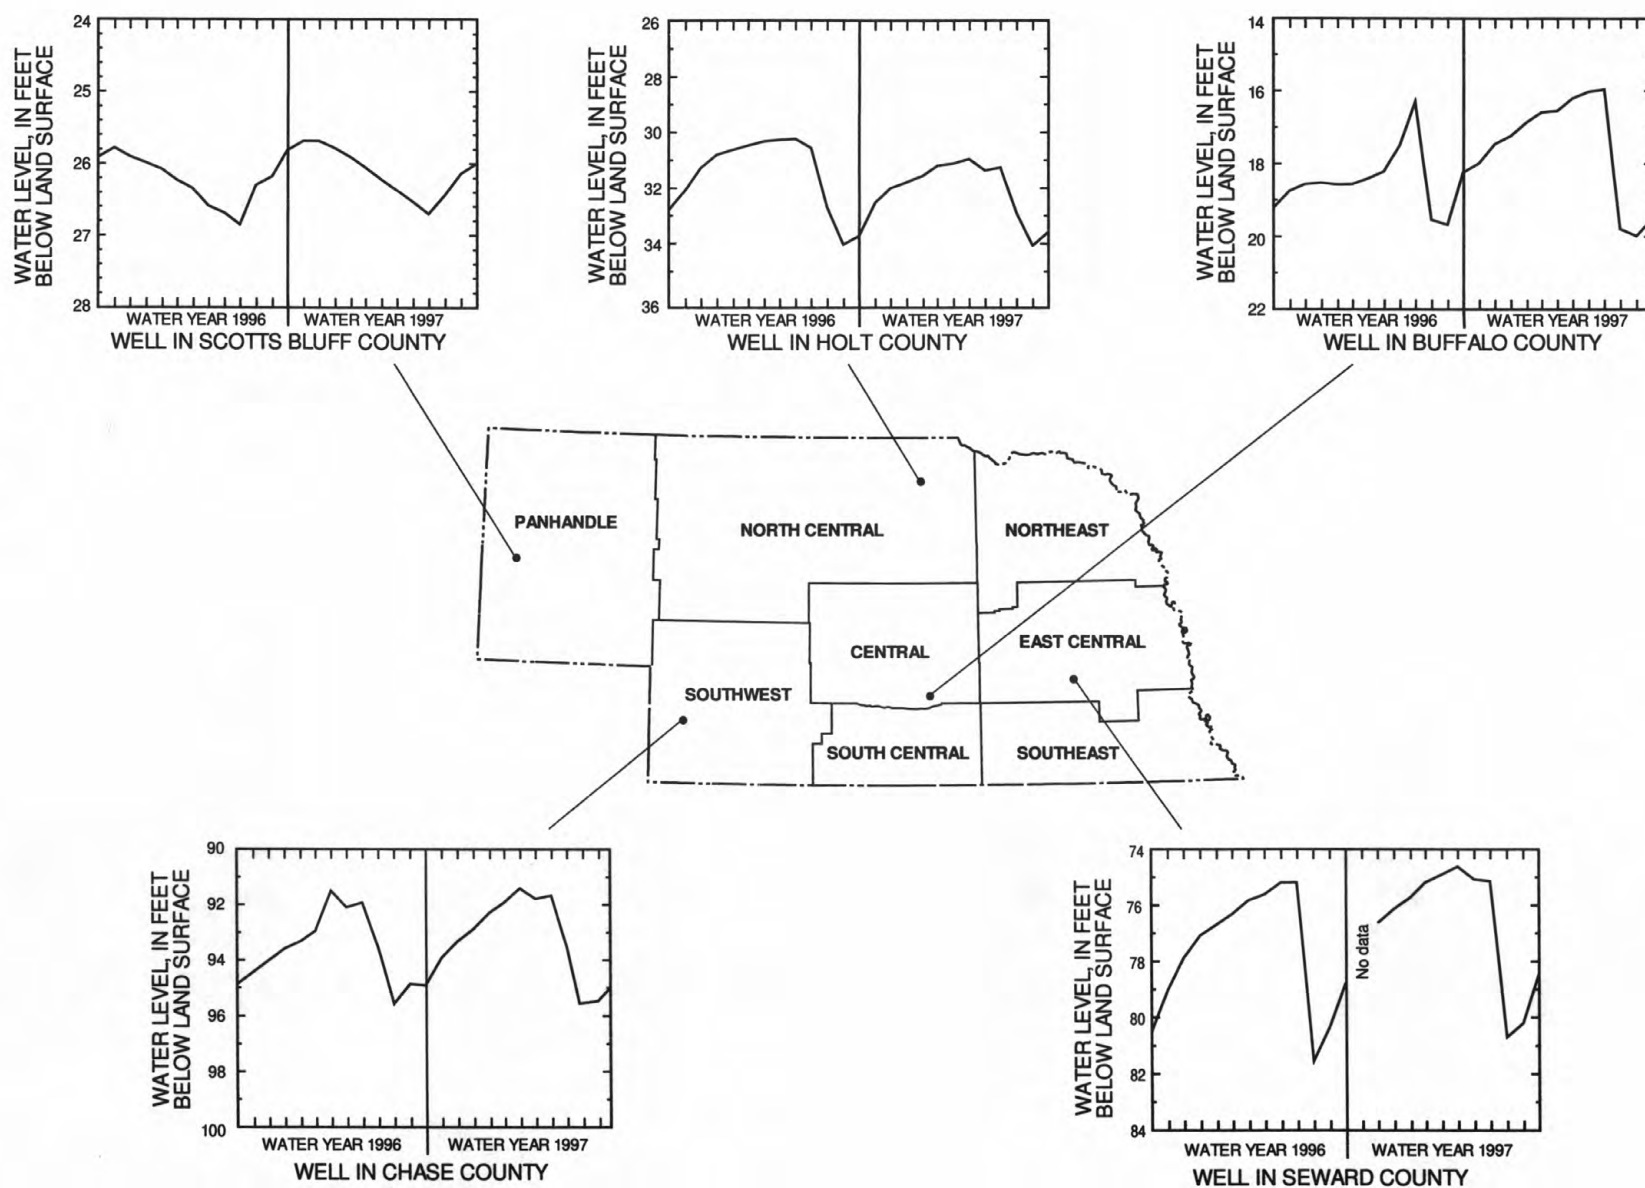 WATER LEVEL, IN FEET
BELOW LAND SURFACE
24
25
26
27
28
WATER YEAR 1996
WATER YEAR 1997
WELL IN SCOTTS BLUFF COUNTY
WATER LEVEL, IN FEET
BELOW LAND SURFACE
26
28
30
32
34
36
WATER YEAR 1996
WATER YEAR 1997
WELL IN HOLT COUNTY
WATER LEVEL, IN FEET
BELOW LAND SURFACE
14
16
18
20
22
WATER YEAR 1996
WATER YEAR 1997
WELL IN BUFFALO COUNTY
PANHANDLE
NORTH CENTRAL
NORTHEAST
CENTRAL
EAST CENTRAL
SOUTHWEST
SOUTH CENTRAL
SOUTHEAST
WATER LEVEL, IN FEET
BELOW LAND SURFACE
90
92
94
96
98
100
WATER YEAR 1996
WATER YEAR 1997
WELL IN CHASE COUNTY
WATER LEVEL, IN FEET
BELOW LAND SURFACE
74
76
78
80
82
84
No data
WATER YEAR 1996
WATER YEAR 1997
WELL IN SEWARD COUNTY